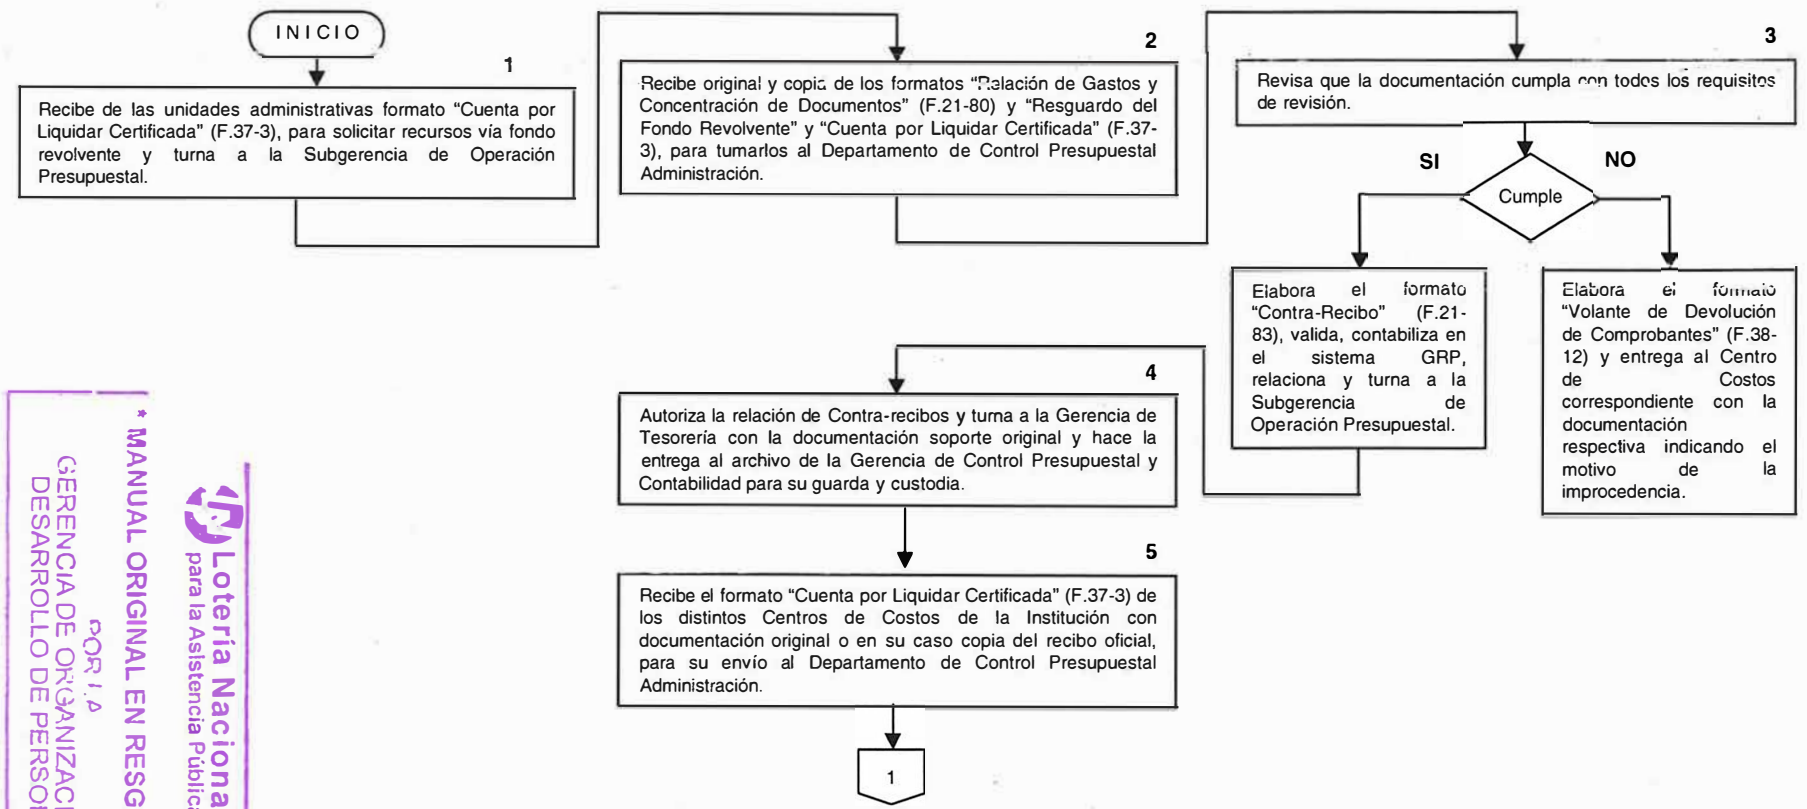 INICIO
1
Recibe de las unidades administrativas formato “Cuenta por
Liquidar Certificada” (F.37-3), para solicitar recursos vía fondo
revolvente y turna a la Subgerencia de Operación
Presupuestal.
2
Recibe original y copia de los formatos “Relación de Gastos y
Concentración de Documentos” (F.21-80) y “Resguardo del
Fondo Revolvente” y “Cuenta por Liquidar Certificada” (F.37-
3), para turnarlos al Departamento de Control Presupuestal
Administración.
3
Revisa que la documentación cumpla con todos los requisitos
de revisión.
SI
NO
Cumple
Elabora el formato
“Contra-Recibo” (F.21-
83), valida, contabiliza en
el sistema GRP,
relaciona y turna a la
Subgerencia de
Operación Presupuestal.
Elabora el formato
“Volante de Devolución
de Comprobantes” (F.38-
12) y entrega al Centro
de Costos
correspondiente con la
documentación
respectiva indicando el
motivo de la
improcedencia.
4
Autoriza la relación de Contra-recibos y turna a la Gerencia de
Tesorería con la documentación soporte original y hace la
entrega al archivo de la Gerencia de Control Presupuestal y
Contabilidad para su guarda y custodia.
5
Recibe el formato “Cuenta por Liquidar Certificada” (F.37-3) de
los distintos Centros de Costos de la Institución con
documentación original o en su caso copia del recibo oficial,
para su envío al Departamento de Control Presupuestal
Administración.
1
Lotería Naciona
para la Asistencia Pública
* MANUAL ORIGINAL EN RESG
POR LA
GERENCIA DE ORGANIZACI
DESARROLLO DE PERSO